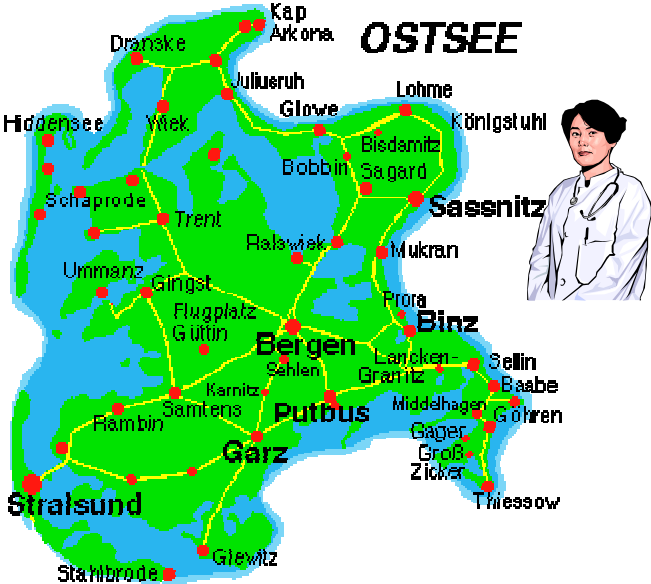 Kap
Arkona
OSTSEE
Dranske
Juliusruh
Lohme
Glowe
Hiddensee
Wiek
Königstuhl
Bisdamitz
Bobbin
Sagard
Schaprode
Sassnitz
Trent
Ralswiek
Mukran
Ummanz
Gingst
Prora
Flugplatz
Güttin
Binz
Bergen
Lancken-
Granitz
Sellin
Sehlen
Baabe
Karnitz
Middelhagen
Samtens
Putbus
Göhren
Rambin
Gager
Garz
Groß
Zicker
Stralsund
Thiessow
Glewitz
Stahlbrode